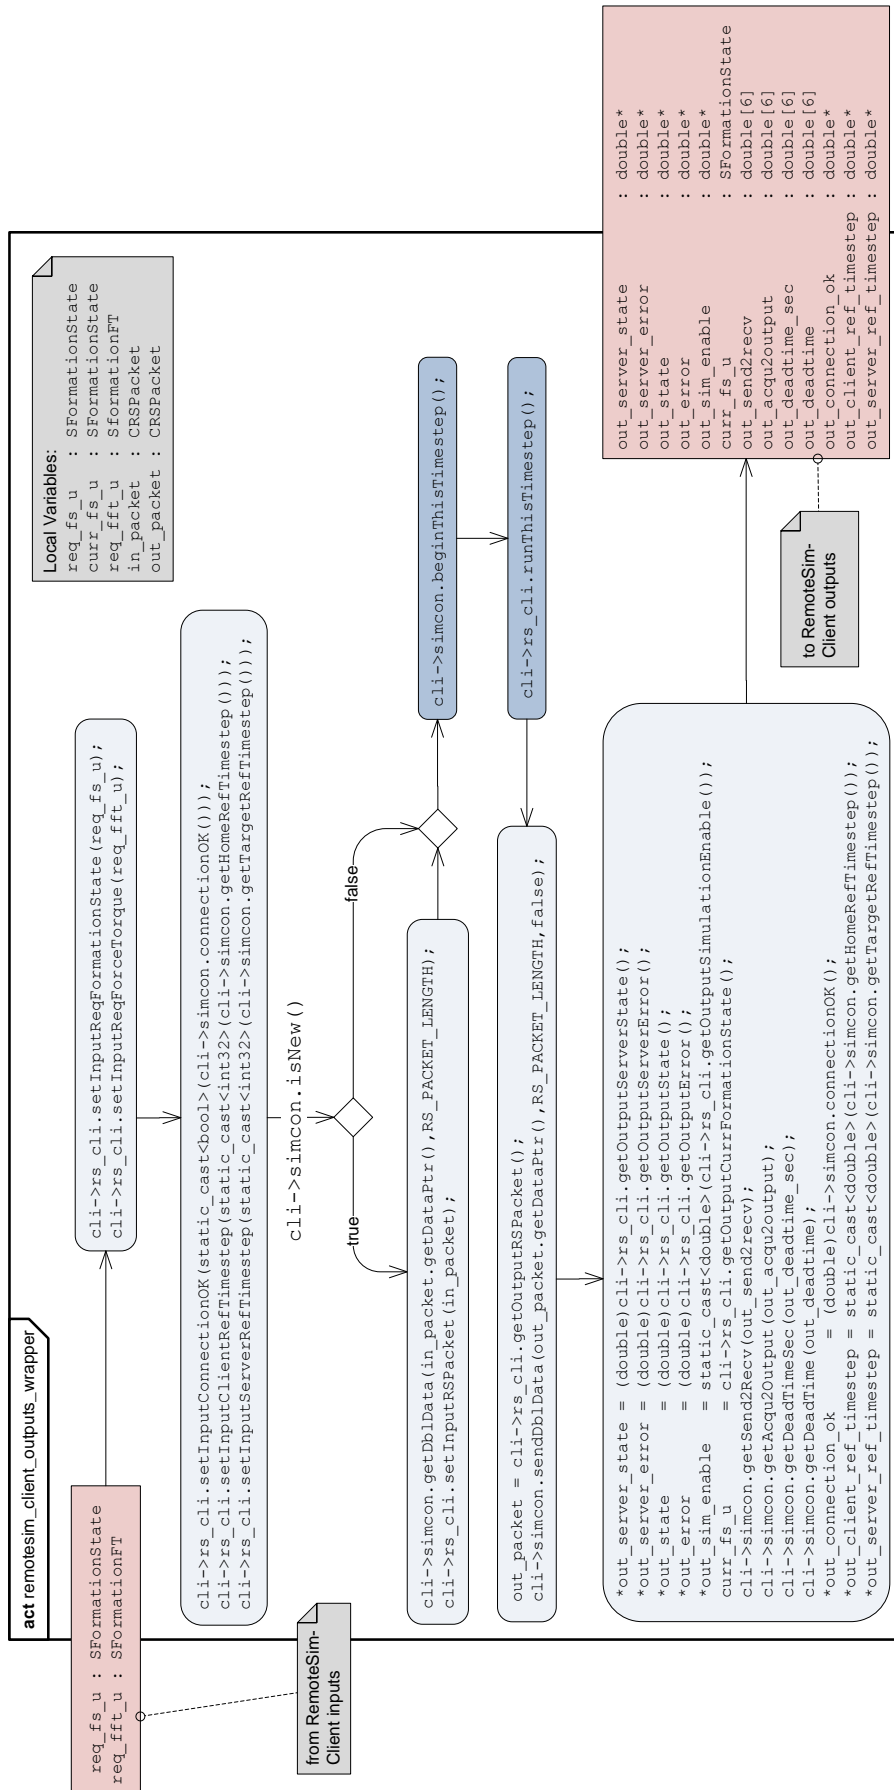 act remotesim_client_outputs_wrapper
req_fs_u : SFormationState
req_fft_u : SFormationFT
from RemoteSim-
Client inputs
cli->rs_cli.setInputReqFormationState(req_fs_u);
cli->rs_cli.setInputReqForceTorque(req_fft_u);
Local Variables:
req_fs_u : SFormationState
curr_fs_u : SFormationState
req_fft_u : SformationFT
in_packet : CRSPacket
out_packet : CRSPacket
cli->rs_cli.setInputConnectionOK(static_cast<bool>(cli->simcon.connectionOK()));
cli->rs_cli.setInputClientRefTimestep(static_cast<int32>(cli->simcon.getHomeRefTimestep()));
cli->rs_cli.setInputServerRefTimestep(static_cast<int32>(cli->simcon.getTargetRefTimestep()));
cli->simcon.isNew()
true
false
cli->simcon.getDblData(in_packet.getDataPtr(),RS_PACKET_LENGTH);
cli->rs_cli.setInputRSPacket(in_packet);
cli->simcon.beginThisTimestep();
cli->rs_cli.runThisTimestep();
out_packet = cli->rs_cli.getOutputRSPacket();
cli->simcon.sendDblData(out_packet.getDataPtr(),RS_PACKET_LENGTH,false);
*out_server_state = (double)cli->rs_cli.getOutputServerState();
*out_server_error = (double)cli->rs_cli.getOutputServerError();
*out_state = (double)cli->rs_cli.getOutputState();
*out_error = (double)cli->rs_cli.getOutputError();
*out_sim_enable = static_cast<double>(cli->rs_cli.getOutputSimulationEnable());
curr_fs_u = cli->rs_cli.getOutputCurrFormationState();
cli->simcon.getSend2Recv(out_send2recv);
cli->simcon.getAcqu2Output(out_acqu2output);
cli->simcon.getDeadTimeSec(out_deadtime_sec);
cli->simcon.getDeadTime(out_deadtime);
*out_connection_ok = (double)cli->simcon.connectionOK();
*out_client_ref_timestep = static_cast<double>(cli->simcon.getHomeRefTimestep());
*out_server_ref_timestep = static_cast<double>(cli->simcon.getTargetRefTimestep());
to RemoteSim-
Client outputs
out_server_state : double*
out_server_error : double*
out_state : double*
out_error : double*
out_sim_enable : double*
curr_fs_u : SFormationState
out_send2recv : double[6]
out_acqu2output : double[6]
out_deadtime_sec : double[6]
out_deadtime : double[6]
out_connection_ok : double*
out_client_ref_timestep : double*
out_server_ref_timestep : double*